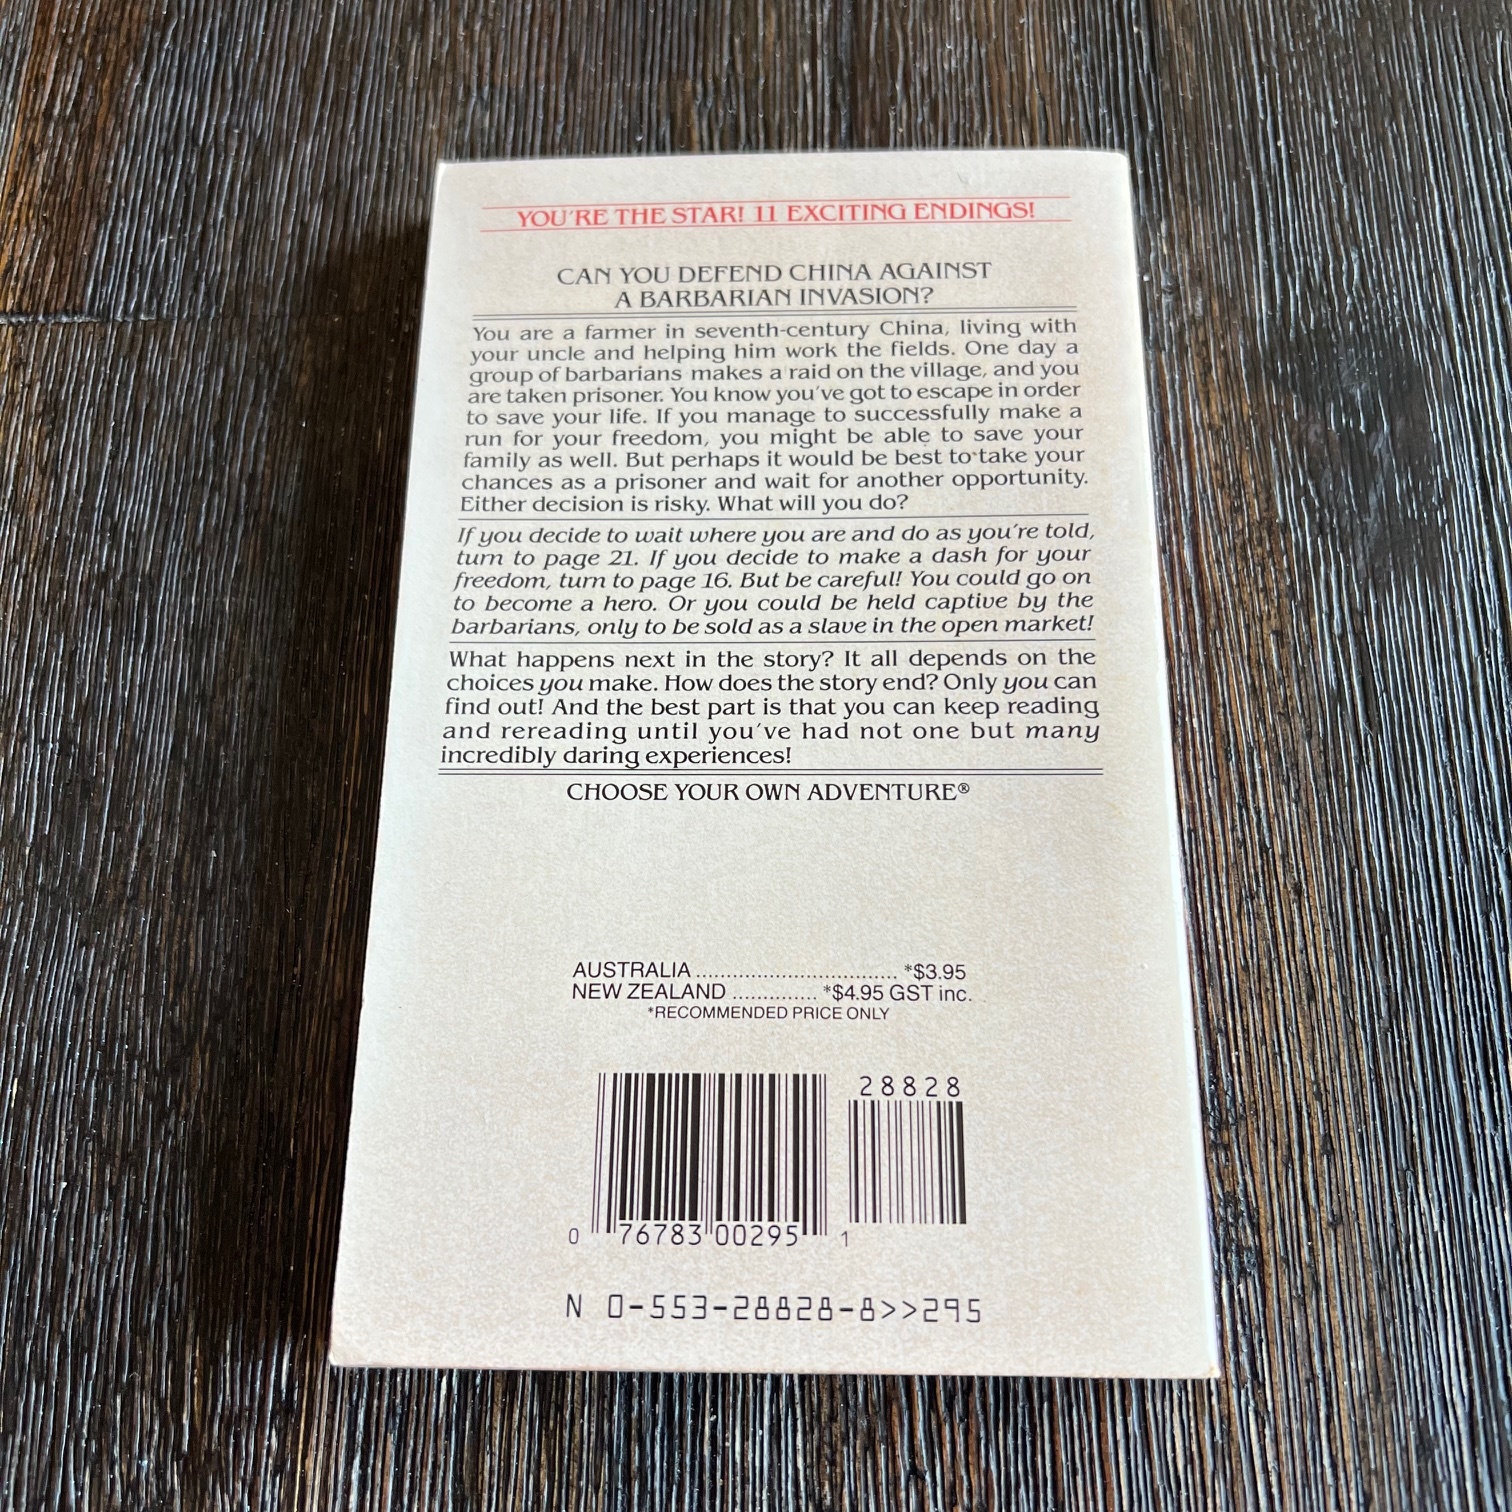 YOU'RE THE STAR! 11 EXCITING ENDINGS!
CAN YOU DEFEND CHINA AGAINST
A BARBARIAN INVASION?
You are a farmer in seventh-century China, living with
your uncle and helping him work the fields. One day a
group of barbarians makes a raid on the village, and you
are taken prisoner. You know you've got to escape in order
to save your life. If you manage to successfully make a
run for your freedom, you might be able to save your
family as well. But perhaps it would be best to take your
chances as a prisoner and wait for another opportunity.
Either decision is risky. What will you do?
If you decide to wait where you are and do as you're told,
turn to page 21. If you decide to make a dash for your
freedom, turn to page 16. But be careful! You could go on
to become a hero. Or you could be held captive by the
barbarians, only to be sold as a slave in the open market!
What happens next in the story? It all depends on the
choices you make. How does the story end? Only you can
find out! And the best part is that you can keep reading
and rereading until you've had not one but many
incredibly daring experiences!
CHOOSE YOUR OWN ADVENTURE®
AUSTRALIA ................................. *$3.95
NEW ZEALAND .............. *$4.95 GST inc.
*RECOMMENDED PRICE ONLY
28828
0 76783 00295 1
N 0-553-28828-8>>295